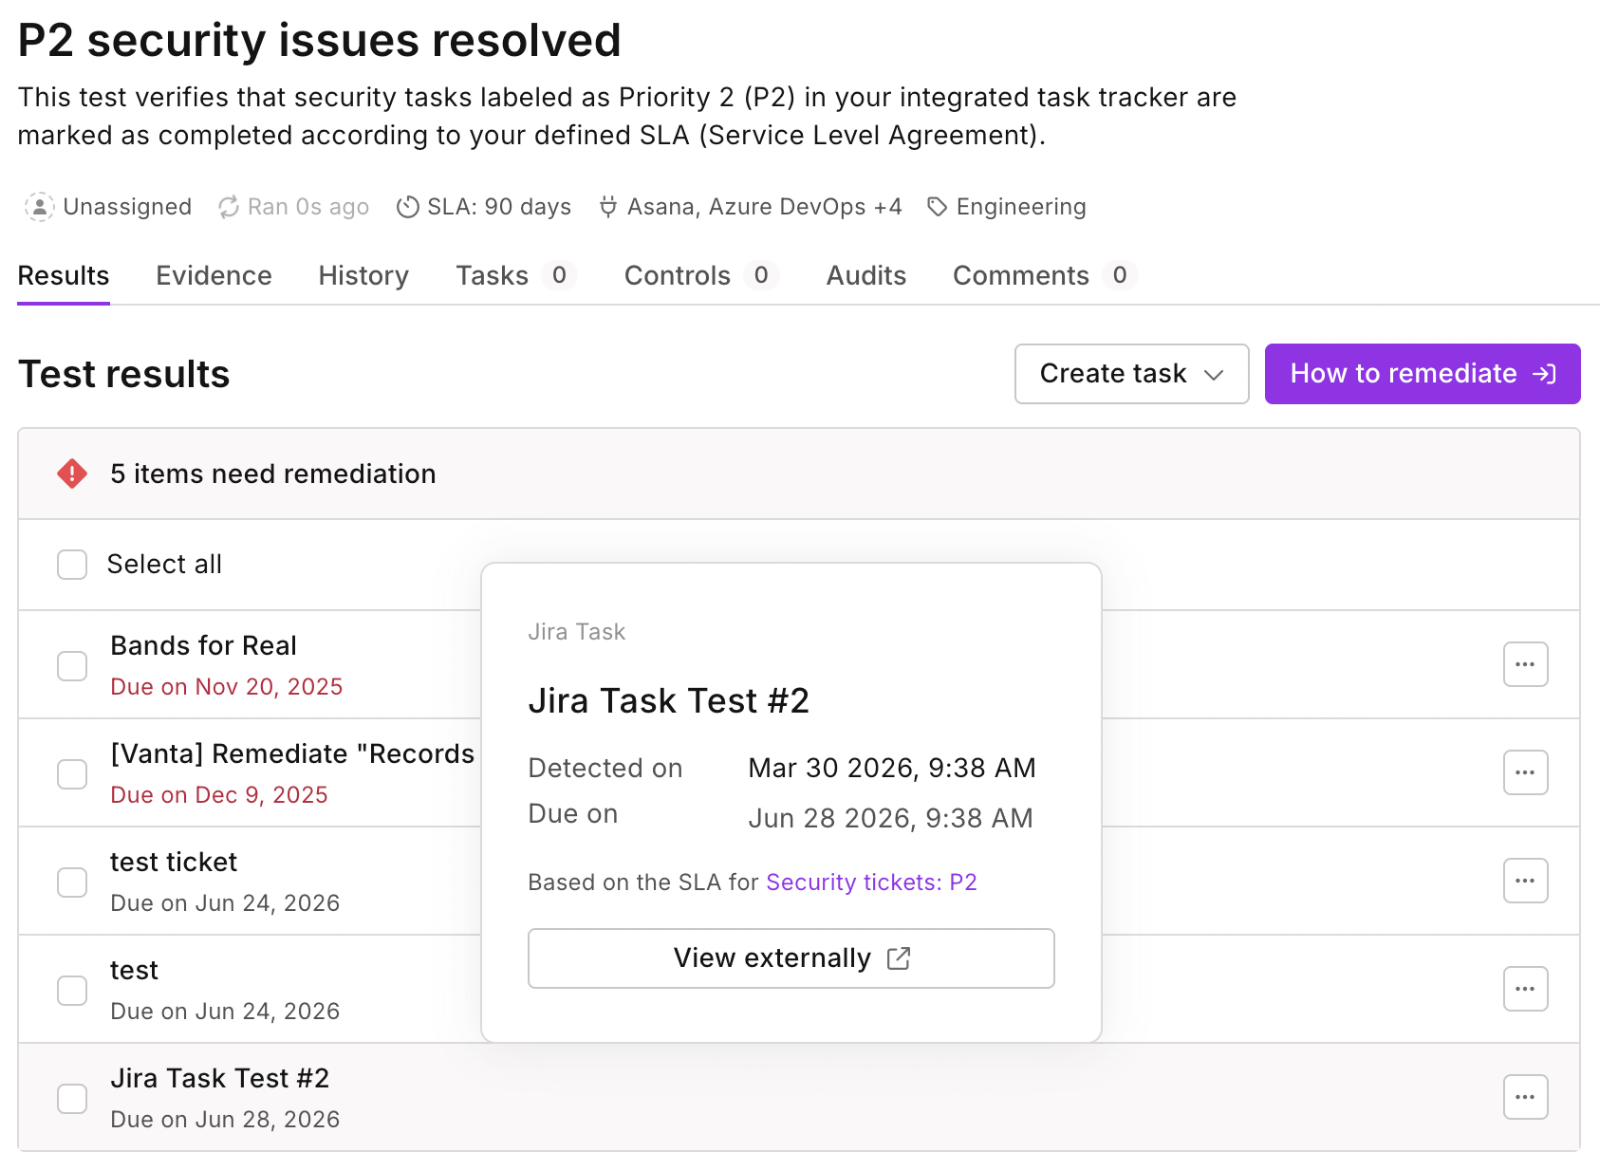 P2 security issues resolved
This test verifies that security tasks labeled as Priority 2 (P2) in your integrated task tracker are
marked as completed according to your defined SLA (Service Level Agreement).
Unassigned Ran 0s ago SLA: 90 days Asana, Azure DevOps +4 Engineering
Results Evidence History Tasks 0 Controls 0 Audits Comments 0
Test results
Create task How to remediate
5 items need remediation
Select all
Bands for Real
Due on Nov 20, 2025
[Vanta] Remediate "Records
Due on Dec 9, 2025
test ticket
Due on Jun 24, 2026
test
Due on Jun 24, 2026
Jira Task Test #2
Due on Jun 28, 2026
Jira Task
Jira Task Test #2
Detected on Mar 30 2026, 9:38 AM
Due on Jun 28 2026, 9:38 AM
Based on the SLA for Security tickets: P2
View externally